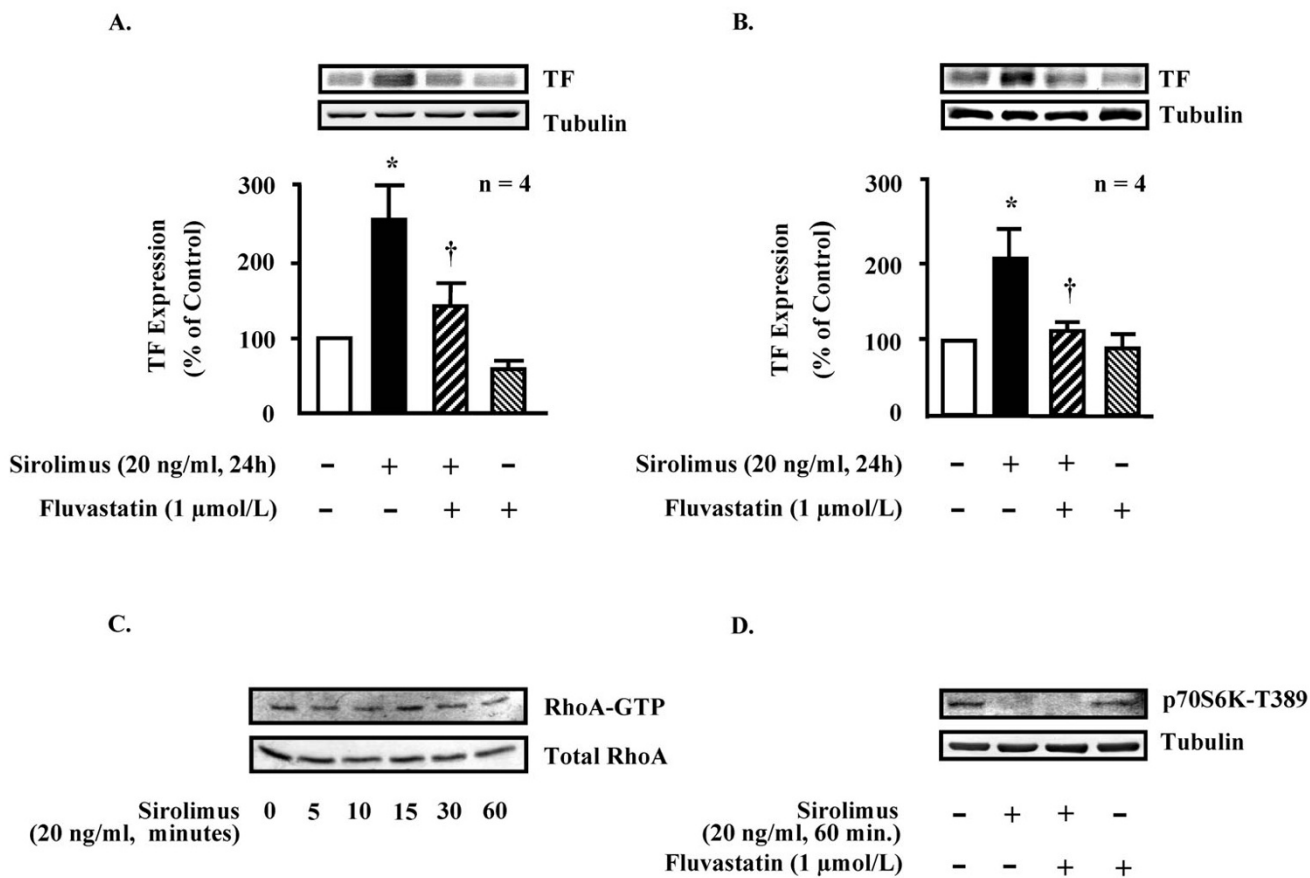 A.
TF
Tubulin
*
†
n = 4
300
200
100
0
TF Expression
(% of Control)
Sirolimus (20 ng/ml, 24h) - + + -
Fluvastatin (1 µmol/L) - - + +
B.
TF
Tubulin
*
†
n = 4
300
200
100
0
TF Expression
(% of Control)
Sirolimus (20 ng/ml, 24h) - + + -
Fluvastatin (1 µmol/L) - - + +
C.
RhoA-GTP
Total RhoA
Sirolimus 0 5 10 15 30 60
(20 ng/ml, minutes)
D.
p70S6K-T389
Tubulin
Sirolimus - + + -
(20 ng/ml, 60 min.)
Fluvastatin (1 µmol/L) - - + +